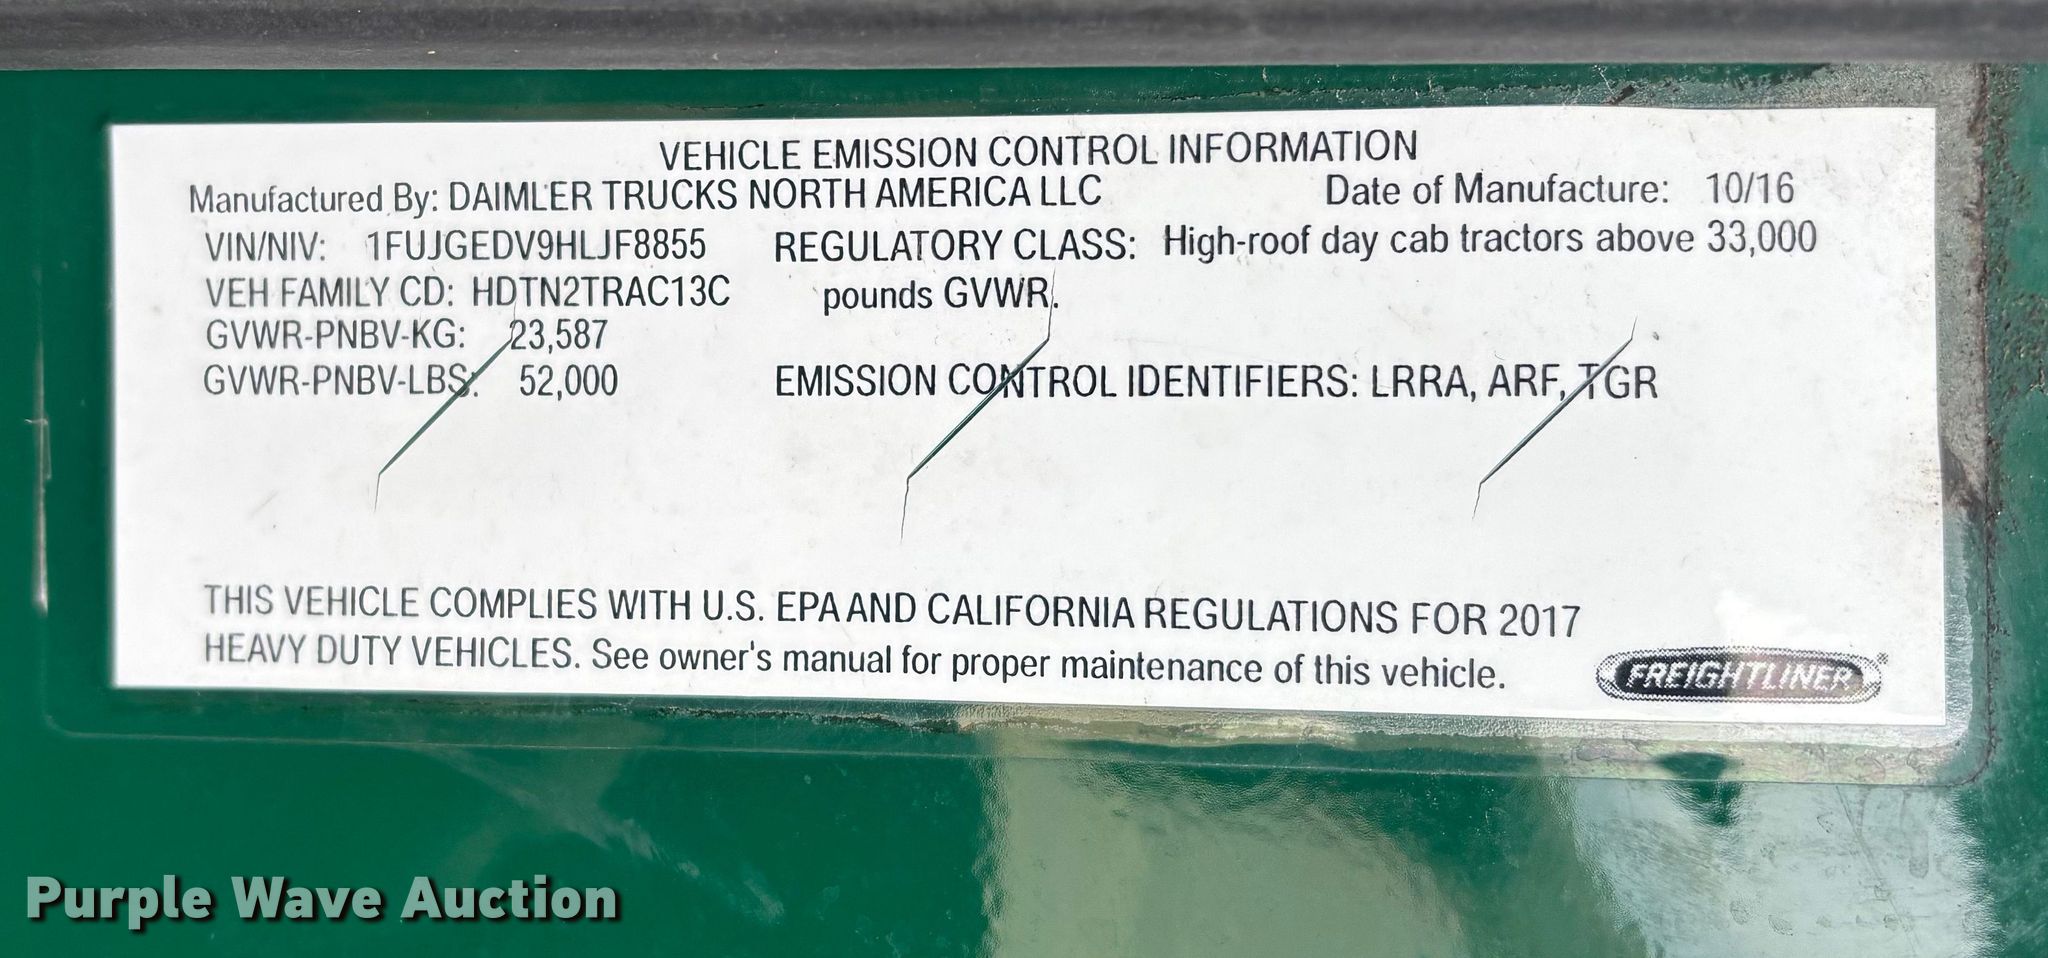 VEHICLE EMISSION CONTROL INFORMATION
Manufactured By: DAIMLER TRUCKS NORTH AMERICA LLC Date of Manufacture: 10/16
VIN/NIV: 1FUJGEDV9HLJF8855 REGULATORY CLASS: High-roof day cab tractors above 33,000
VEH FAMILY CD: HDTN2TRAC13C pounds GVWR.
GVWR-PNBV-KG: 23,587
GVWR-PNBV-LBS: 52,000 EMISSION CONTROL IDENTIFIERS: LRRA, ARF, TGR
THIS VEHICLE COMPLIES WITH U.S. EPA AND CALIFORNIA REGULATIONS FOR 2017
HEAVY DUTY VEHICLES. See owner's manual for proper maintenance of this vehicle.
FREIGHTLINER
Purple Wave Auction